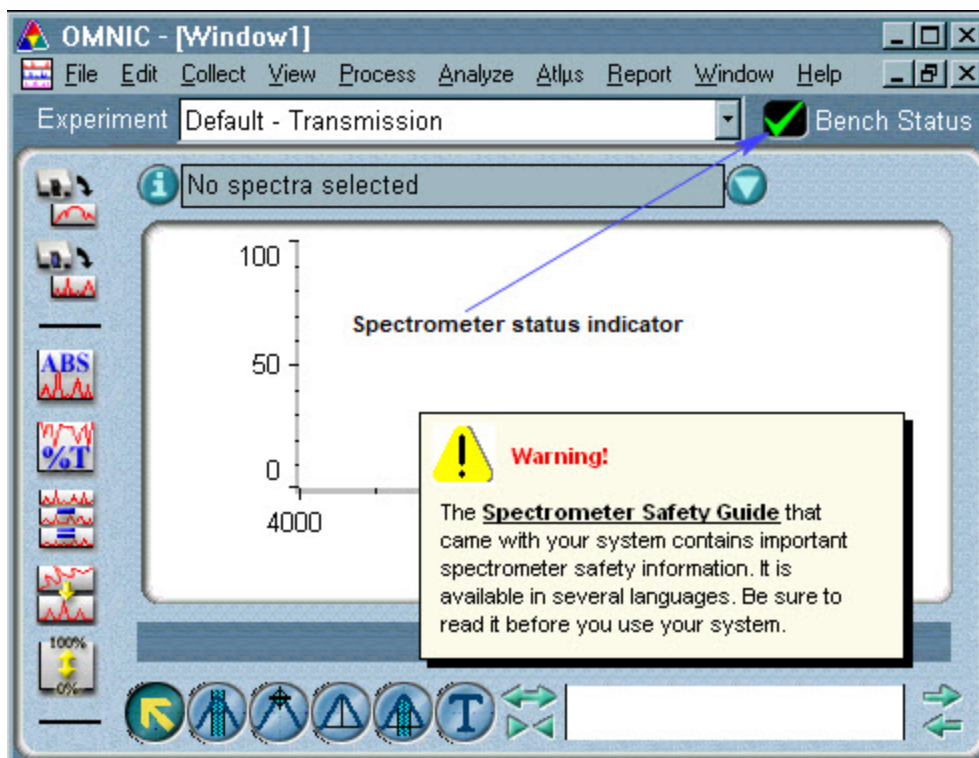 OMNIC - [Window1]
File Edit Collect View Process Analyze Atlµs Report Window Help
Experiment Default - Transmission Bench Status
No spectra selected
100
Spectrometer status indicator
50
0
4000
ABS
%T
100%
0%
Warning!
The Spectrometer Safety Guide that
came with your system contains important
spectrometer safety information. It is
available in several languages. Be sure to
read it before you use your system.
T